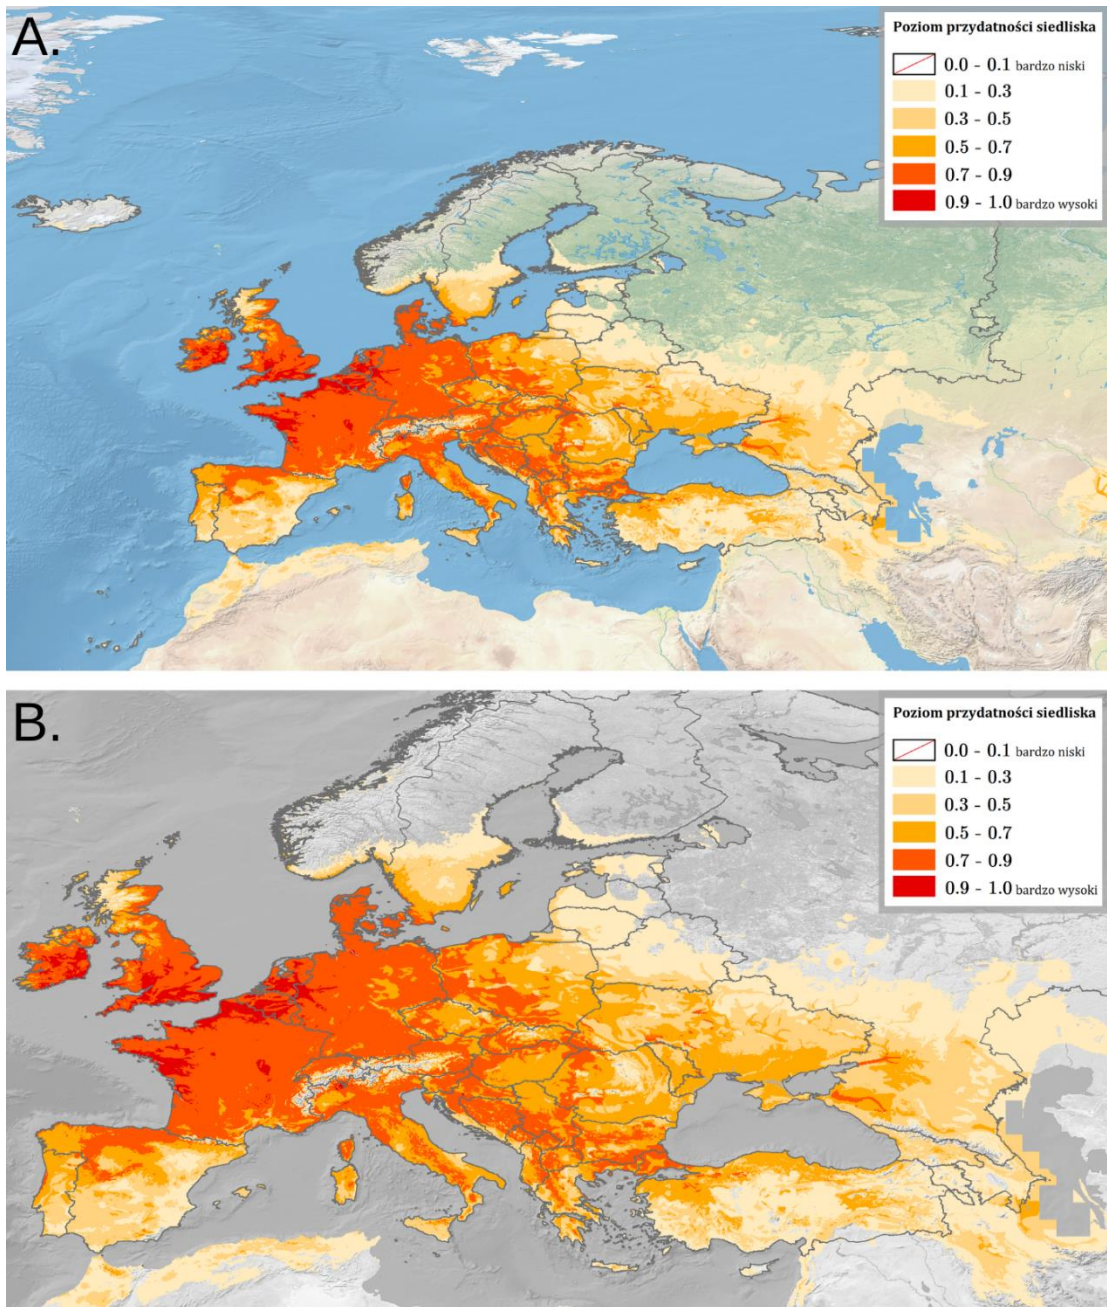 A.
Poziom przydatności siedliska
0.0 - 0.1 bardzo niski
0.1 - 0.3
0.3 - 0.5
0.5 - 0.7
0.7 - 0.9
0.9 - 1.0 bardzo wysoki
B.
Poziom przydatności siedliska
0.0 - 0.1 bardzo niski
0.1 - 0.3
0.3 - 0.5
0.5 - 0.7
0.7 - 0.9
0.9 - 1.0 bardzo wysoki